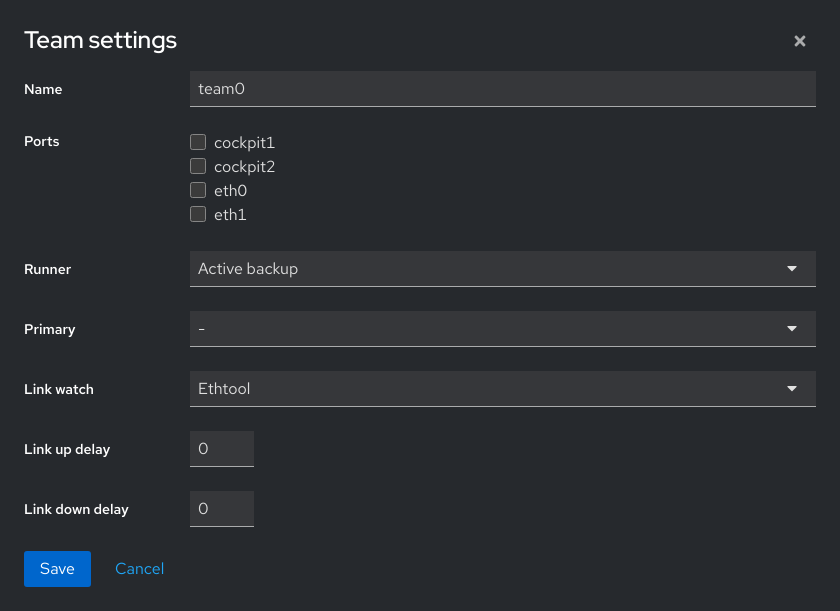 Team settings
Name team0
Ports cockpit1
cockpit2
eth0
eth1
Runner Active backup
Primary -
Link watch Ethtool
Link up delay 0
Link down delay 0
Save Cancel